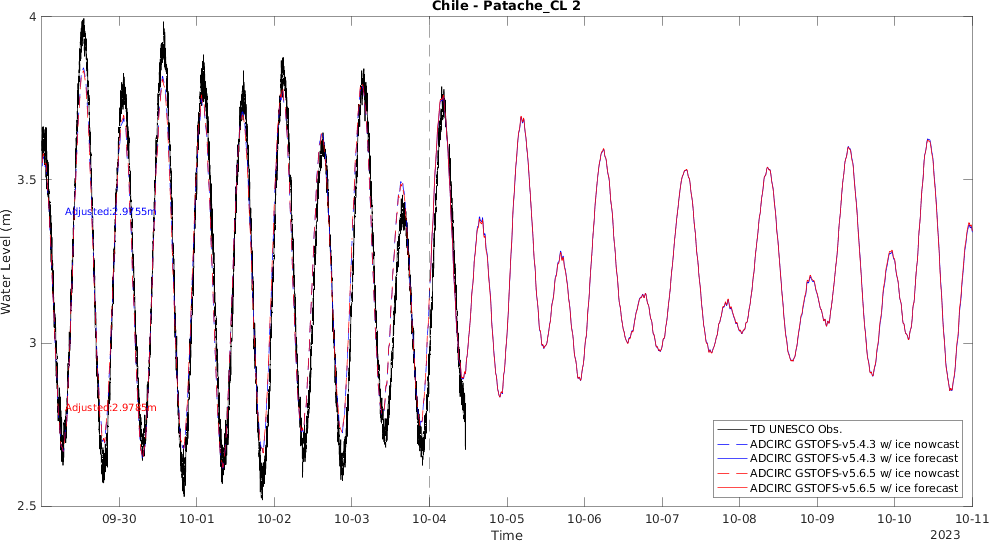 Chile - Patache_CL 2
4
3.5
3
2.5
Water Level (m)
Adjusted:2.9755m
Adjusted:2.9785m
TD UNESCO Obs.
ADCIRC GSTOFS-v5.4.3 w/ ice nowcast
ADCIRC GSTOFS-v5.4.3 w/ ice forecast
ADCIRC GSTOFS-v5.6.5 w/ ice nowcast
ADCIRC GSTOFS-v5.6.5 w/ ice forecast
09-30 10-01 10-02 10-03 10-04 10-05 10-06 10-07 10-08 10-09 10-10 10-11
Time
2023